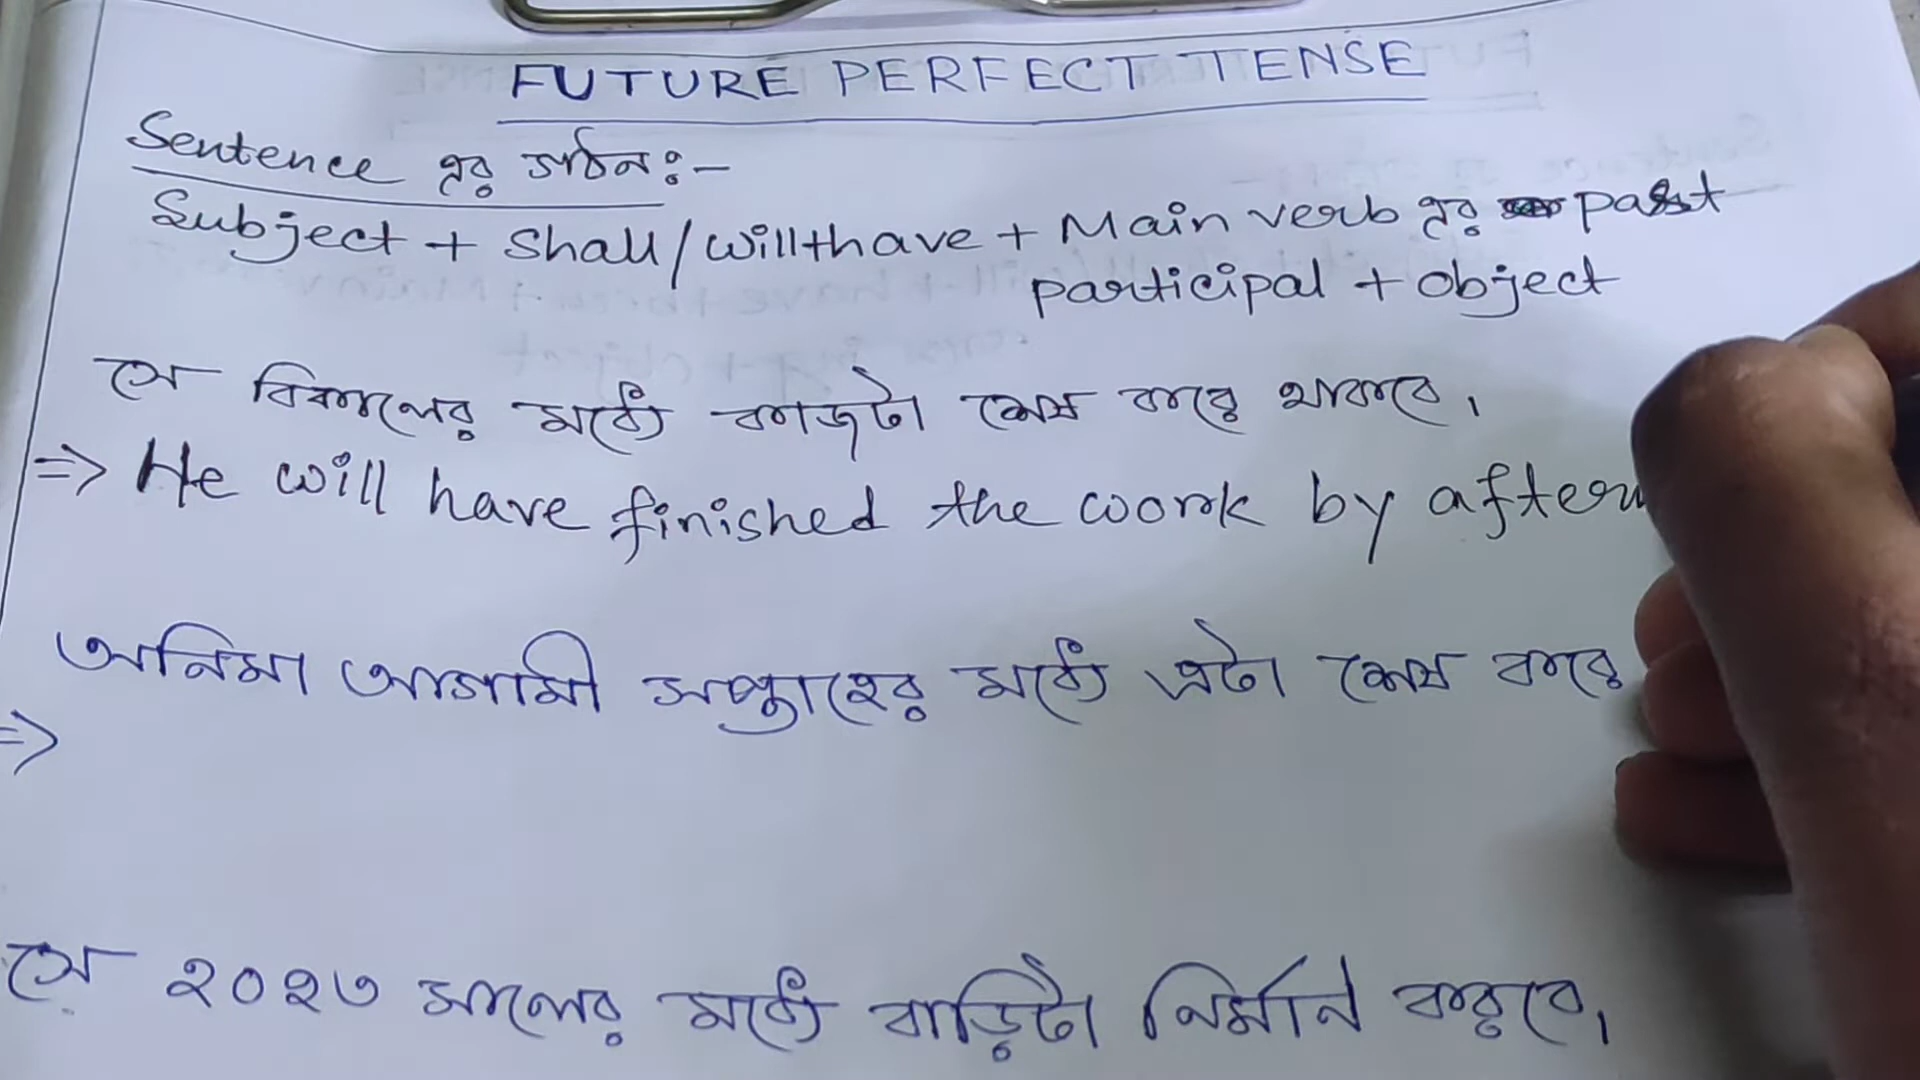 FUTURE PERFECT TENSE
Sentence এর গঠন:-
Subject + Shall/will+have + Main verb এর past
participal + object
সে বিকালের মধ্যে কাজটা শেষ করে থাকবে।
=> He will have finished the work by after
অনিমা আগামী সপ্তাহের মধ্যে এটা শেষ করে
=>
সে ২০২৩ সালের মধ্যে বাড়িটা নির্মান করবে।